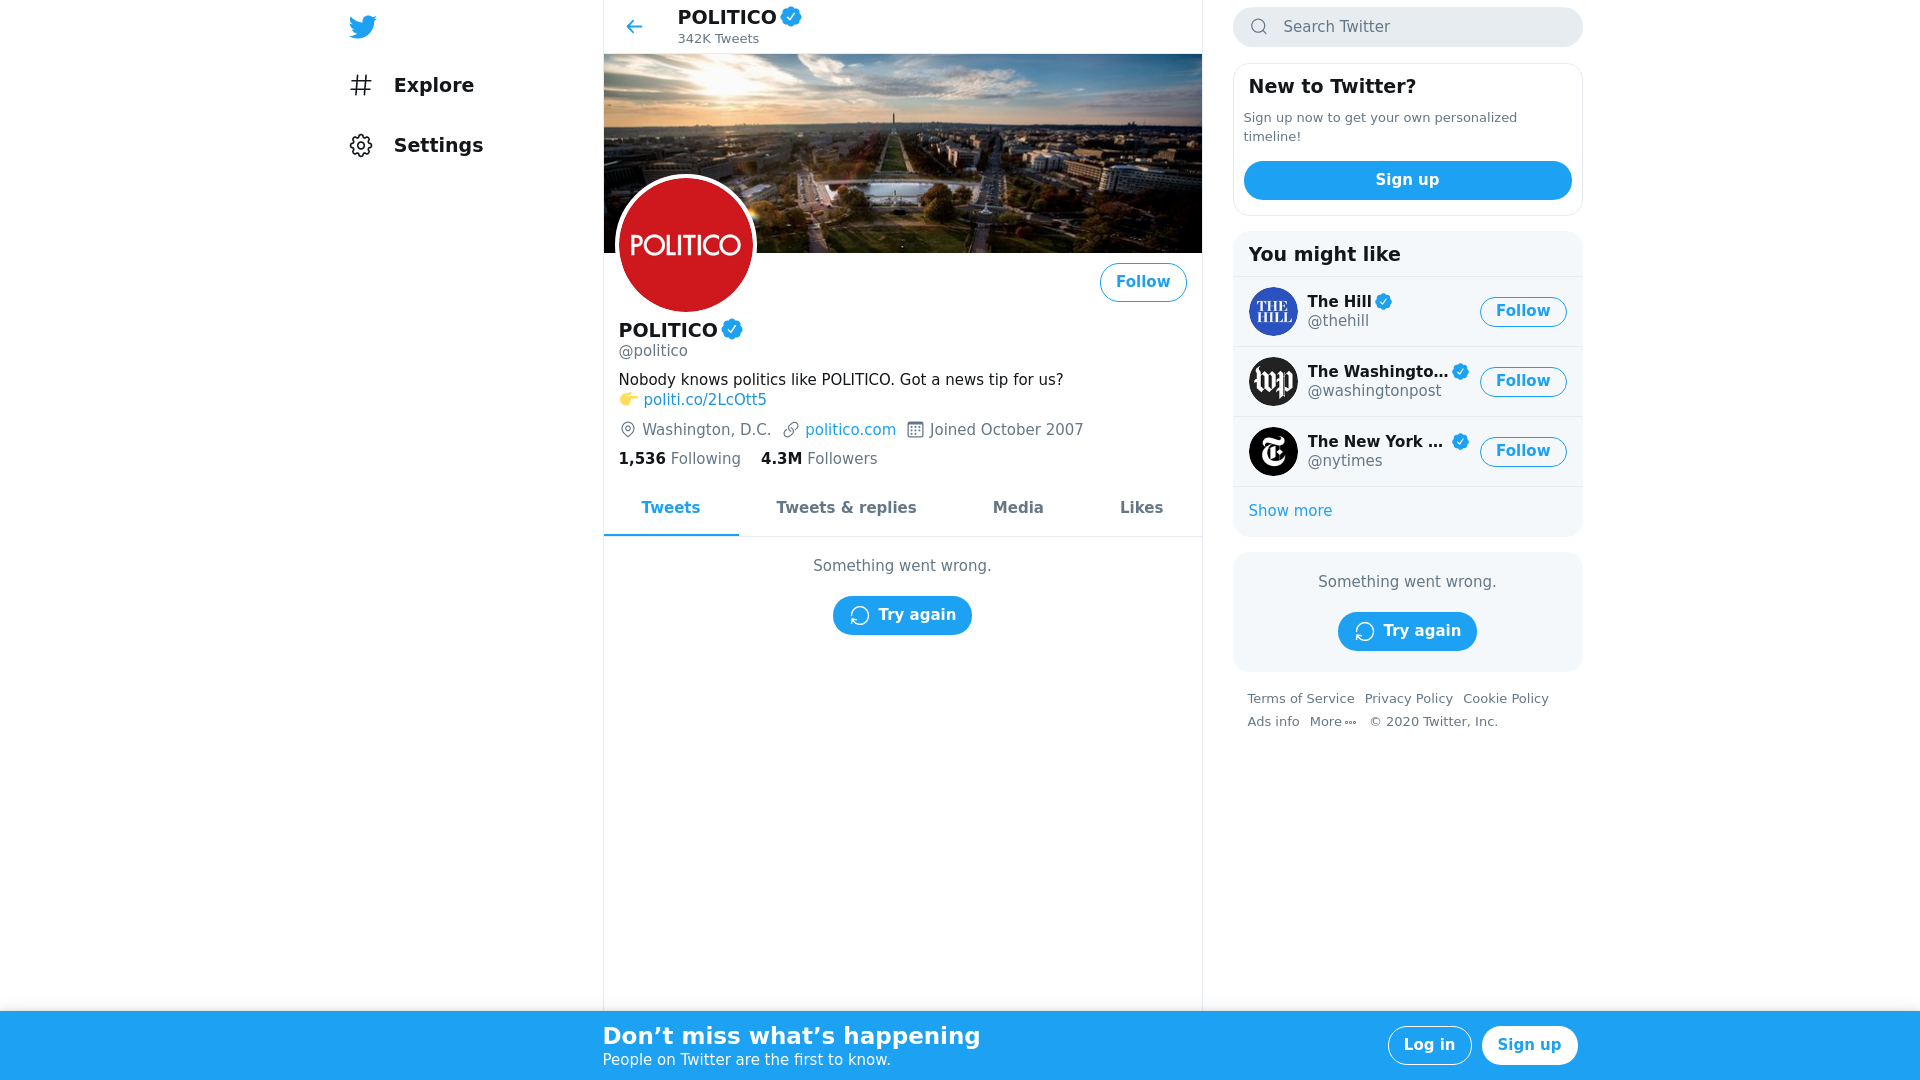 Explore
Settings
POLITICO
342K Tweets
POLITICO
Follow
POLITICO
@politico
Nobody knows politics like POLITICO. Got a news tip for us?
👉 politi.co/2LcOtt5
Washington, D.C. politico.com Joined October 2007
1,536 Following 4.3M Followers
Tweets Tweets & replies Media Likes
Something went wrong.
Try again
Search Twitter
New to Twitter?
Sign up now to get your own personalized
timeline!
Sign up
You might like
THE
HILL
The Hill
@thehill
Follow
wp
The Washingto...
@washingtonpost
Follow
T
The New York ...
@nytimes
Follow
Show more
Something went wrong.
Try again
Terms of Service Privacy Policy Cookie Policy
Ads info More © 2020 Twitter, Inc.
Don’t miss what’s happening
People on Twitter are the first to know.
Log in
Sign up